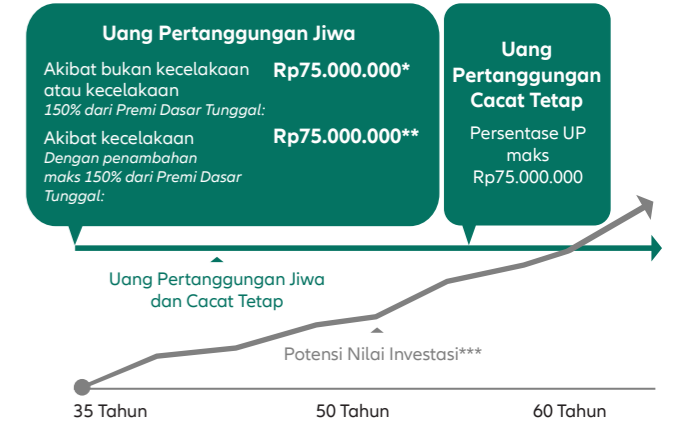 Uang Pertanggungan Jiwa
Akibat bukan kecelakaan
atau kecelakaan
150% dari Premi Dasar Tunggal:
Rp75.000.000*
Akibat kecelakaan
Dengan penambahan
maks 150% dari Premi Dasar
Tunggal:
Rp75.000.000**
Uang
Pertanggungan
Cacat Tetap
Persentase UP
maks
Rp75.000.000
Uang Pertanggungan Jiwa
dan Cacat Tetap
Potensi Nilai Investasi***
35 Tahun
50 Tahun
60 Tahun